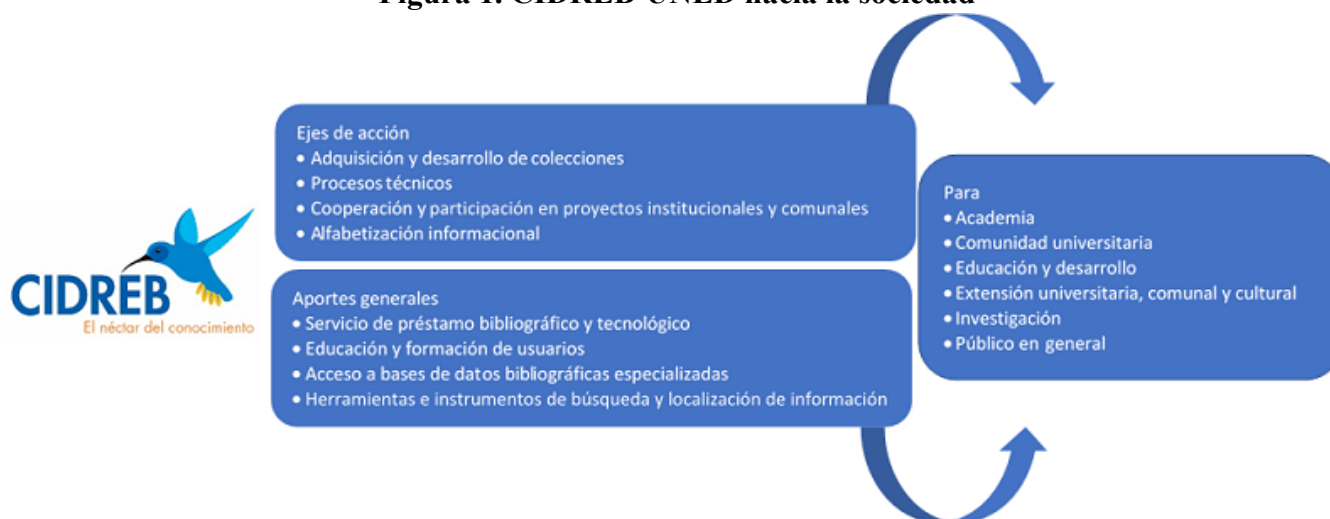 Figura 1. CIDREB-UNED hacia la sociedad
Ejes de acción
• Adquisición y desarrollo de colecciones
• Procesos técnicos
• Cooperación y participación en proyectos institucionales y comunales
• Alfabetización informacional
CIDREB
El néctar del conocimiento
Aportes generales
• Servicio de préstamo bibliográfico y tecnológico
• Educación y formación de usuarios
• Acceso a bases de datos bibliográficas especializadas
• Herramientas e instrumentos de búsqueda y localización de información
Para
• Academia
• Comunidad universitaria
• Educación y desarrollo
• Extensión universitaria, comunal y cultural
• Investigación
• Público en general